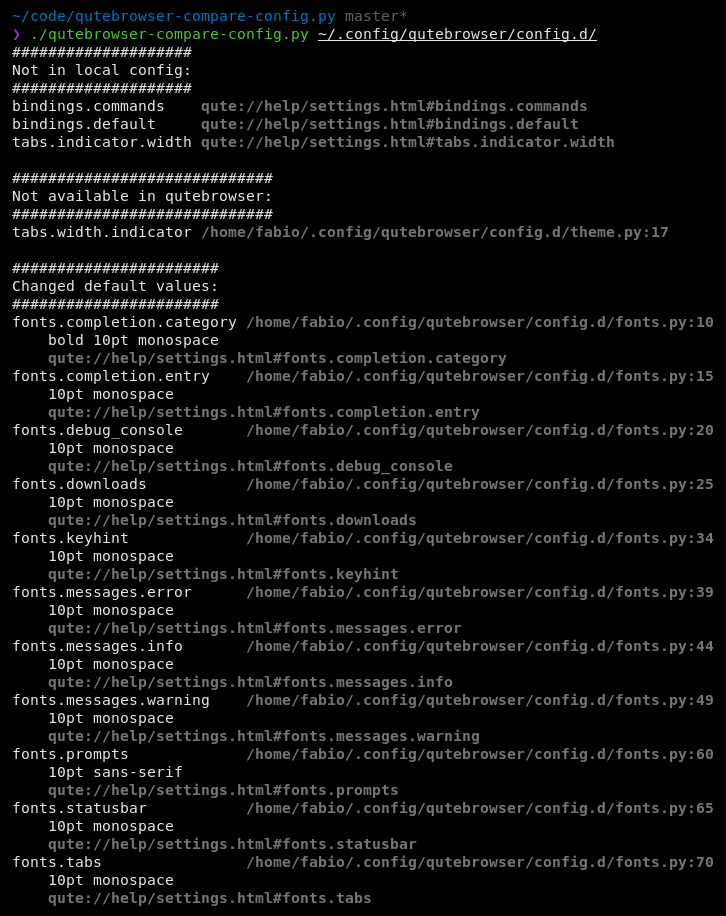 ~/code/qutebrowser-compare-config.py master*
❯ ./qutebrowser-compare-config.py ~/.config/qutebrowser/config.d/
####################
Not in local config:
####################
bindings.commands    qute://help/settings.html#bindings.commands
bindings.default     qute://help/settings.html#bindings.default
tabs.indicator.width qute://help/settings.html#tabs.indicator.width

#############################
Not available in qutebrowser:
#############################
tabs.width.indicator /home/fabio/.config/qutebrowser/config.d/theme.py:17

#######################
Changed default values:
#######################
fonts.completion.category /home/fabio/.config/qutebrowser/config.d/fonts.py:10
    bold 10pt monospace
    qute://help/settings.html#fonts.completion.category
fonts.completion.entry    /home/fabio/.config/qutebrowser/config.d/fonts.py:15
    10pt monospace
    qute://help/settings.html#fonts.completion.entry
fonts.debug_console       /home/fabio/.config/qutebrowser/config.d/fonts.py:20
    10pt monospace
    qute://help/settings.html#fonts.debug_console
fonts.downloads           /home/fabio/.config/qutebrowser/config.d/fonts.py:25
    10pt monospace
    qute://help/settings.html#fonts.downloads
fonts.keyhint             /home/fabio/.config/qutebrowser/config.d/fonts.py:34
    10pt monospace
    qute://help/settings.html#fonts.keyhint
fonts.messages.error      /home/fabio/.config/qutebrowser/config.d/fonts.py:39
    10pt monospace
    qute://help/settings.html#fonts.messages.error
fonts.messages.info       /home/fabio/.config/qutebrowser/config.d/fonts.py:44
    10pt monospace
    qute://help/settings.html#fonts.messages.info
fonts.messages.warning    /home/fabio/.config/qutebrowser/config.d/fonts.py:49
    10pt monospace
    qute://help/settings.html#fonts.messages.warning
fonts.prompts             /home/fabio/.config/qutebrowser/config.d/fonts.py:60
    10pt sans-serif
    qute://help/settings.html#fonts.prompts
fonts.statusbar           /home/fabio/.config/qutebrowser/config.d/fonts.py:65
    10pt monospace
    qute://help/settings.html#fonts.statusbar
fonts.tabs                /home/fabio/.config/qutebrowser/config.d/fonts.py:70
    10pt monospace
    qute://help/settings.html#fonts.tabs